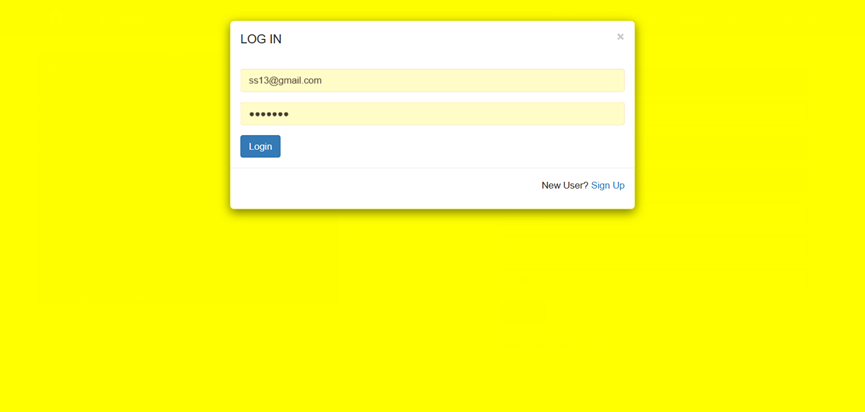 LOG IN ×
ss13@gmail.com
●●●●●●●
Login
New User? Sign Up